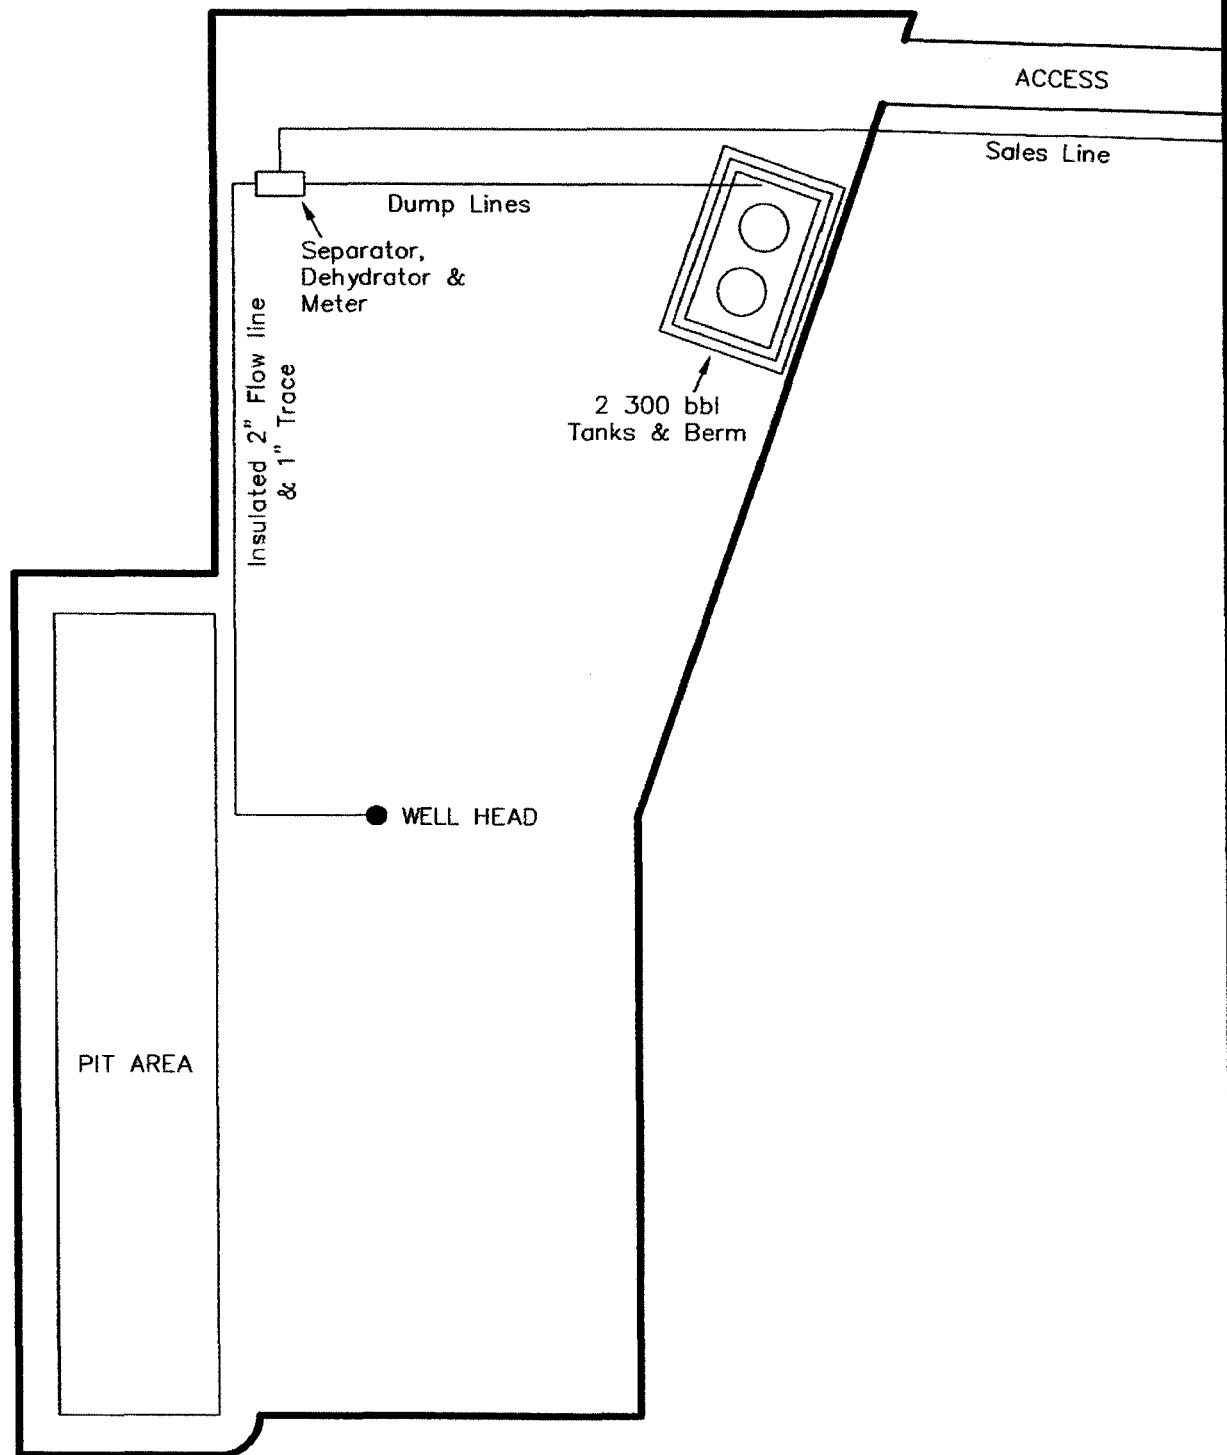 ACCESS
Sales Line
Dump Lines
Separator,
Dehydrator &
Meter
Insulated 2" Flow line
& 1" Trace
2 300 bbl
Tanks & Berm
WELL HEAD
PIT AREA